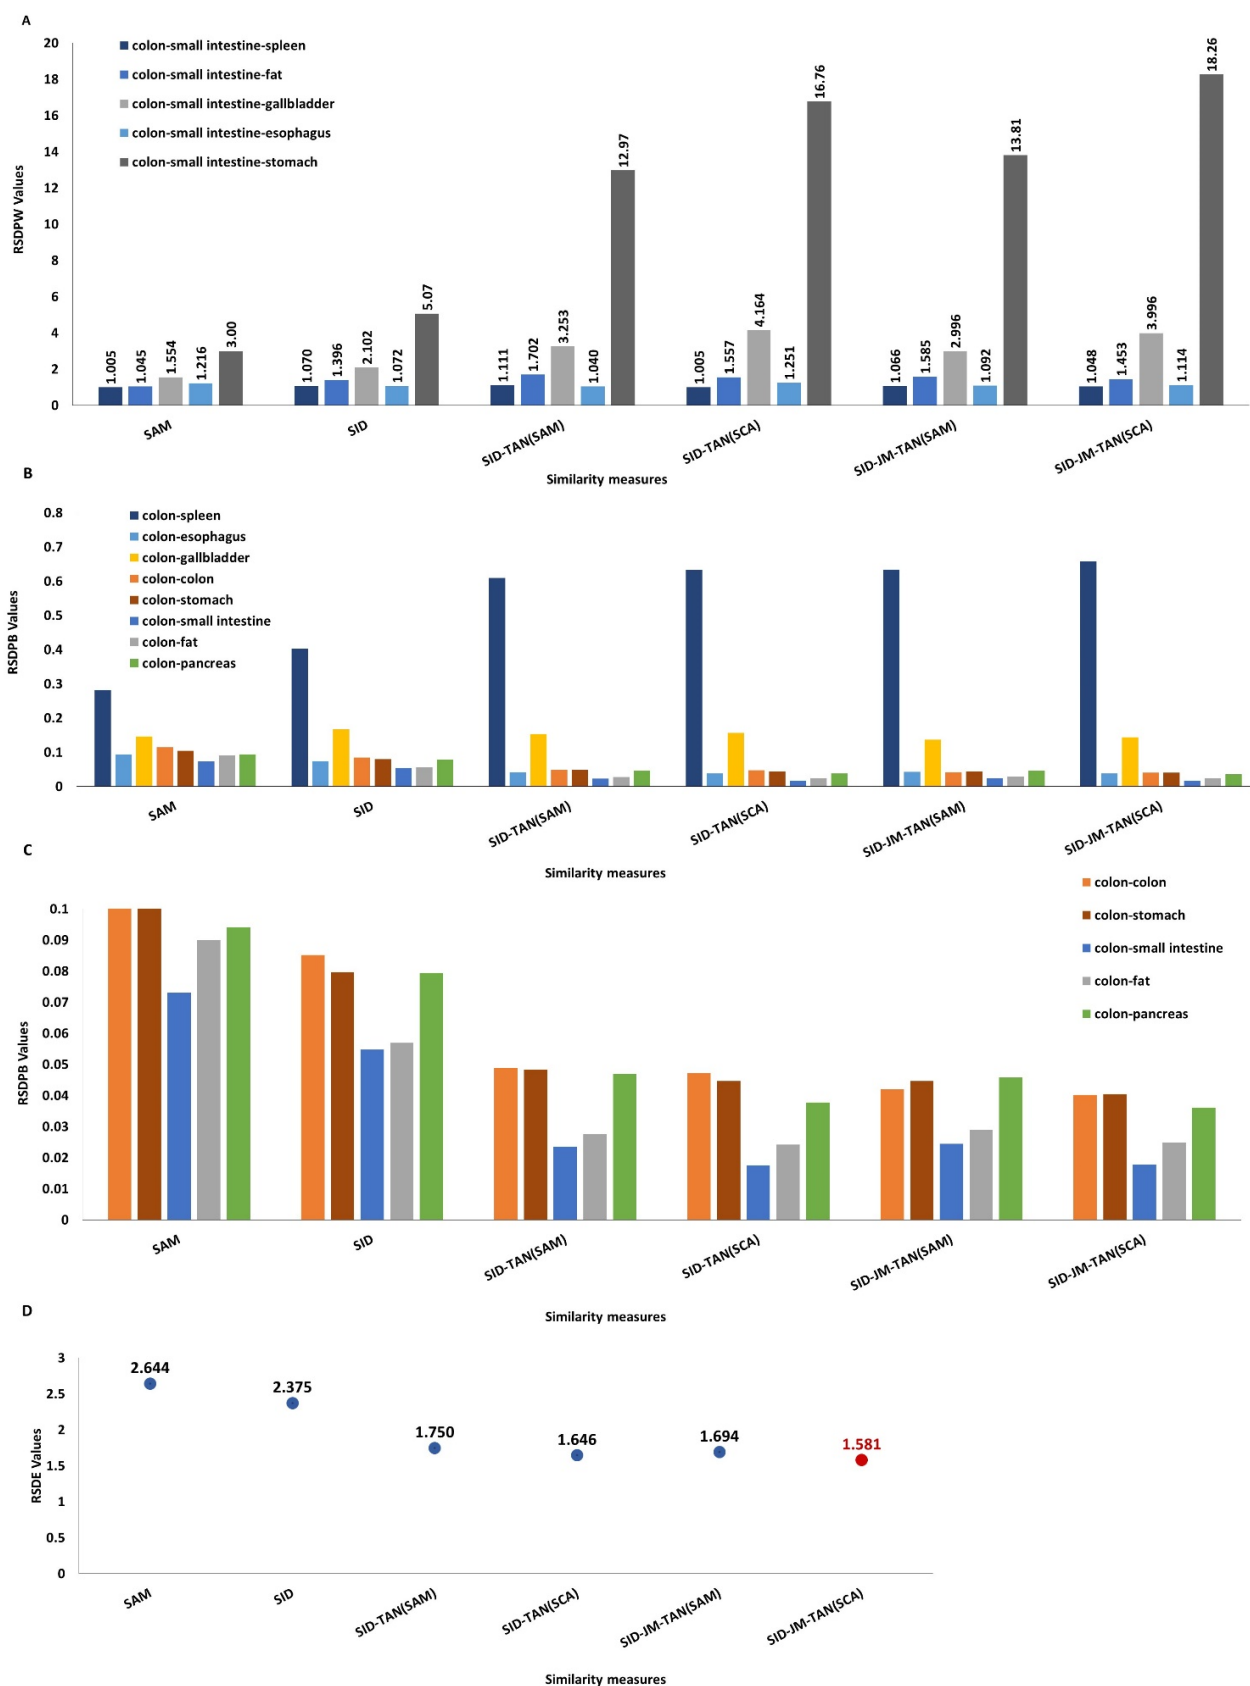 A
20
18
16
14
12
10
8
6
4
2
0
RSDPW Values
colon-small intestine-spleen
colon-small intestine-fat
colon-small intestine-gallbladder
colon-small intestine-esophagus
colon-small intestine-stomach
1.005
1.045
1.554
1.216
3.00
1.070
1.396
2.102
1.072
5.07
1.111
1.702
3.253
1.040
12.97
1.005
1.557
4.164
1.251
16.76
1.066
1.585
2.996
1.092
13.81
1.048
1.453
3.996
1.114
18.26
SAM
SID
SID-TAN(SAM)
SID-TAN(SCA)
SID-JM-TAN(SAM)
SID-JM-TAN(SCA)
Similarity measures
B
0.8
0.7
0.6
0.5
0.4
0.3
0.2
0.1
0
RSDPB Values
colon-spleen
colon-esophagus
colon-gallbladder
colon-colon
colon-stomach
colon-small intestine
colon-fat
colon-pancreas
SAM
SID
SID-TAN(SAM)
SID-TAN(SCA)
SID-JM-TAN(SAM)
SID-JM-TAN(SCA)
Similarity measures
C
0.1
0.09
0.08
0.07
0.06
0.05
0.04
0.03
0.02
0.01
0
RSDPB Values
colon-colon
colon-stomach
colon-small intestine
colon-fat
colon-pancreas
SAM
SID
SID-TAN(SAM)
SID-TAN(SCA)
SID-JM-TAN(SAM)
SID-JM-TAN(SCA)
Similarity measures
D
3
2.5
2
1.5
1
0.5
0
RSDE Values
2.644
2.375
1.750
1.646
1.694
1.581
SAM
SID
SID-TAN(SAM)
SID-TAN(SCA)
SID-JM-TAN(SAM)
SID-JM-TAN(SCA)
Similarity measures